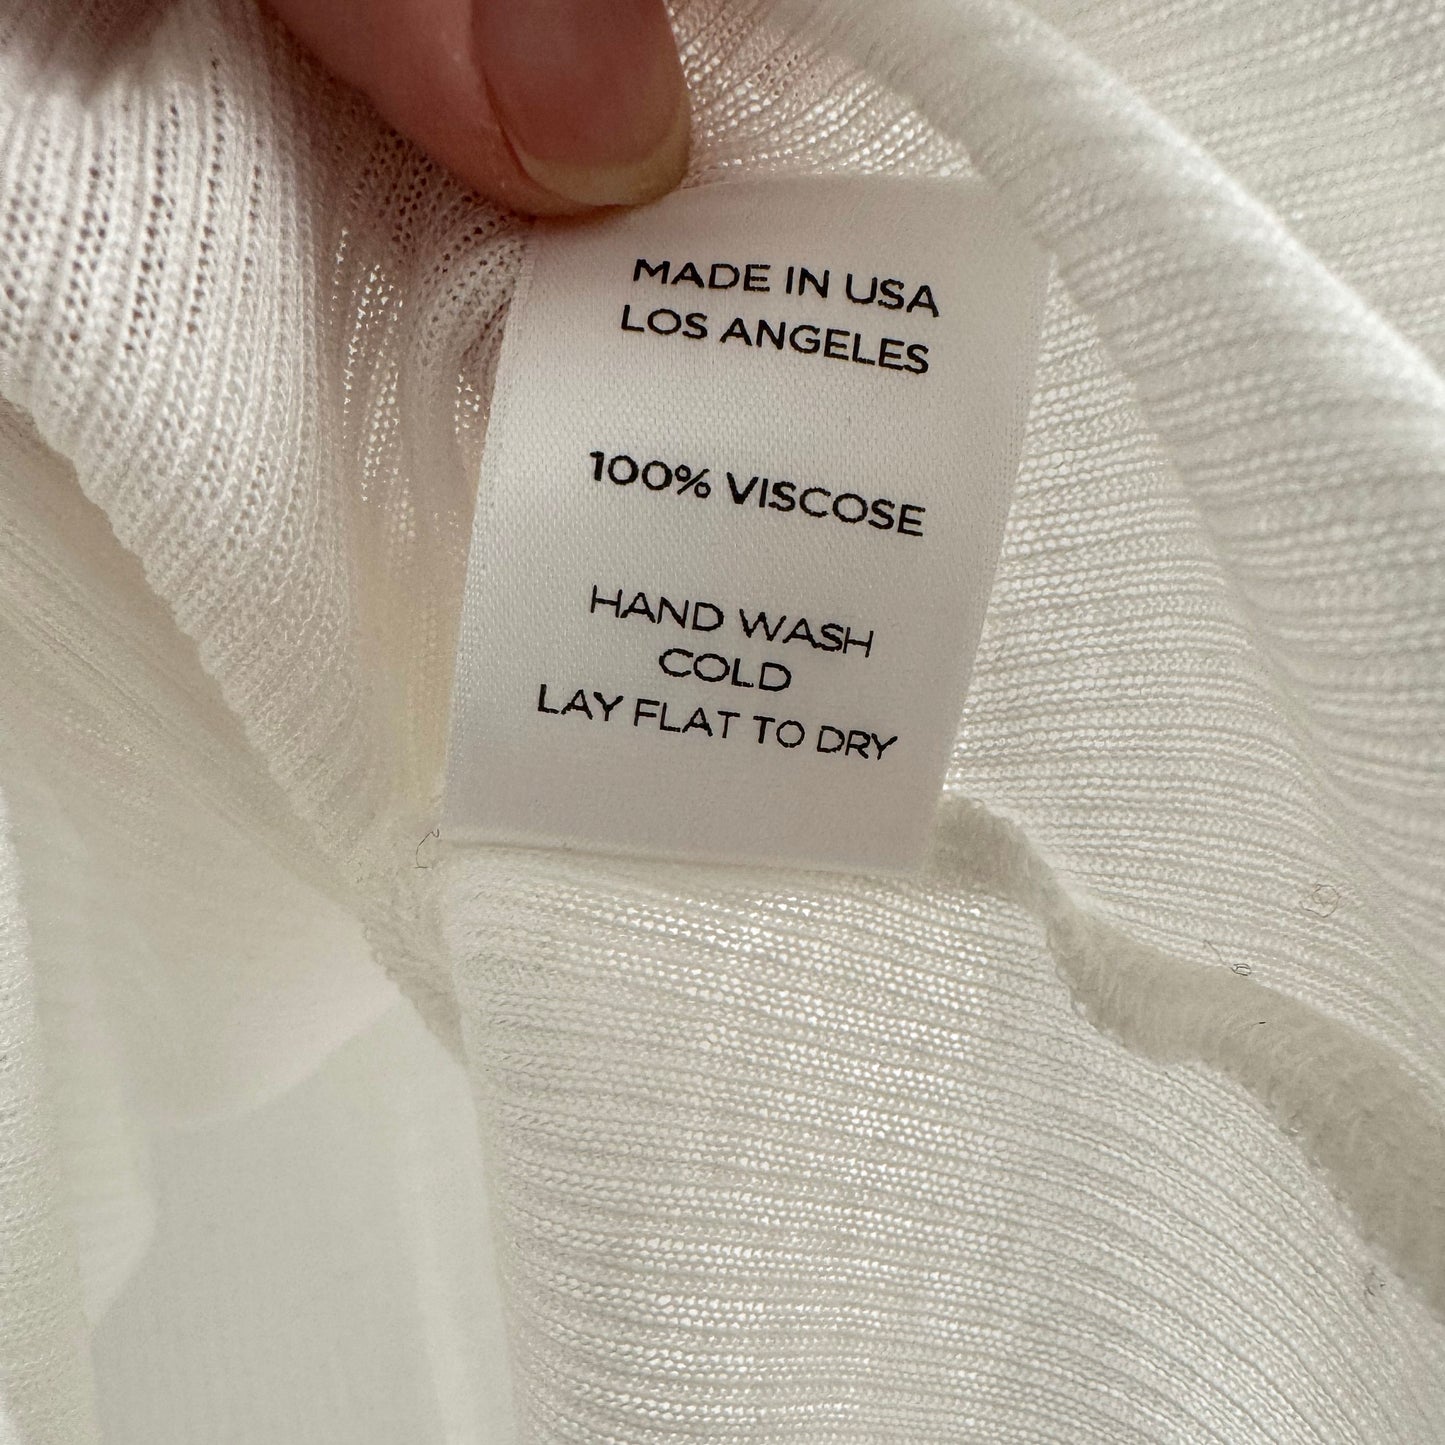 MADE IN USA
LOS ANGELES
100% VISCOSE
HAND WASH
COLD
LAY FLAT TO DRY